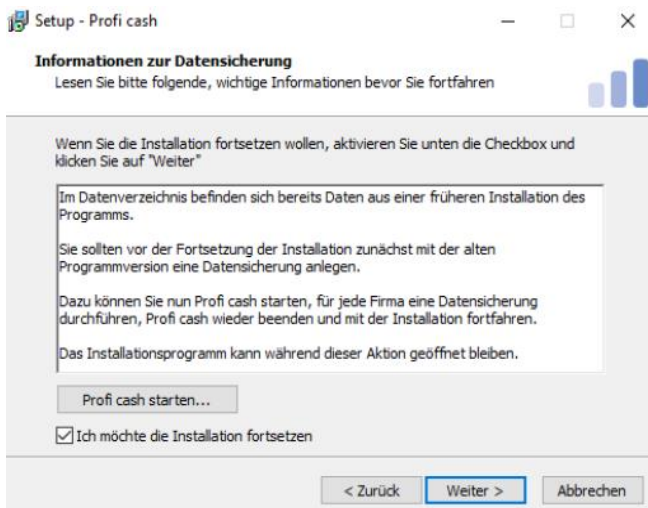 Setup - Profi cash
Informationen zur Datensicherung
Lesen Sie bitte folgende, wichtige Informationen bevor Sie fortfahren
Wenn Sie die Installation fortsetzen wollen, aktivieren Sie unten die Checkbox und
klicken Sie auf "Weiter"
Im Datenverzeichnis befinden sich bereits Daten aus einer früheren Installation des
Programms.
Sie sollten vor der Fortsetzung der Installation zunächst mit der alten
Programmversion eine Datensicherung anlegen.
Dazu können Sie nun Profi cash starten, für jede Firma eine Datensicherung
durchführen, Profi cash wieder beenden und mit der Installation fortfahren.
Das Installationsprogramm kann während dieser Aktion geöffnet bleiben.
Profi cash starten...
Ich möchte die Installation fortsetzen
< Zurück Weiter > Abbrechen